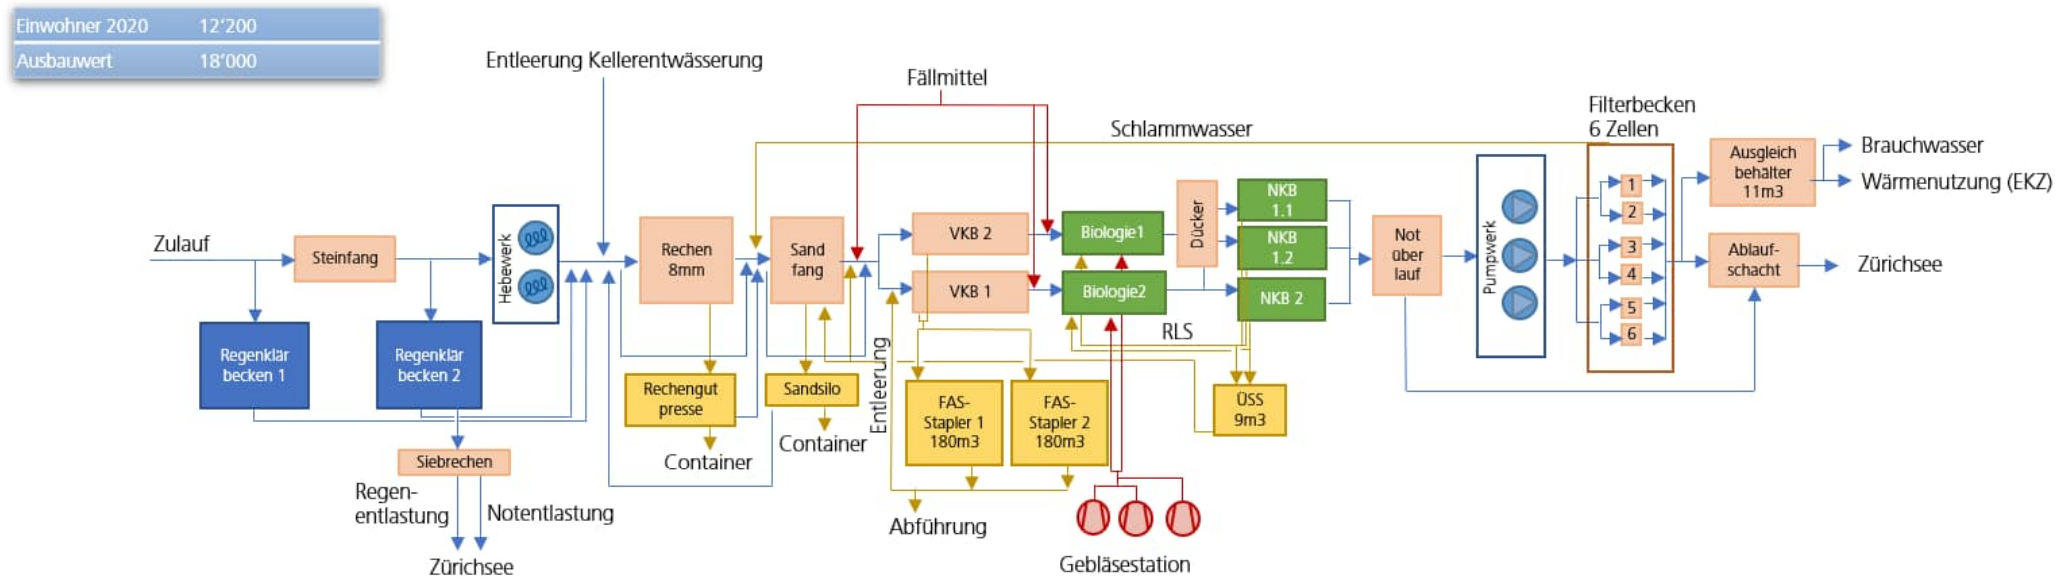 Einwohner 2020 12'200
Ausbauwert 18'000
Entleerung Kellerentwässerung
Fällmittel
Schlammwasser
Filterbecken
6 Zellen
Zulauf
Steinfang
Hebewerk
Rechen
8mm
Sand
fang
VKB 2
VKB 1
Biologie1
Biologie2
Dücker
NKB
1.1
NKB
1.2
NKB 2
Not
über
lauf
Pumpwerk
1
2
3
4
5
6
Ausgleich
behälter
11m3
Brauchwasser
Wärmenutzung (EKZ)
Ablauf-
schacht
Zürichsee
Regenklär
becken 1
Regenklär
becken 2
Rechengut
presse
Sandsilo
Entleerung
FAS-
Stapler 1
180m3
FAS-
Stapler 2
180m3
RLS
ÜSS
9m3
Container
Container
Siebrechen
Regen-
entlastung
Notentlastung
Zürichsee
Abführung
Gebläsestation